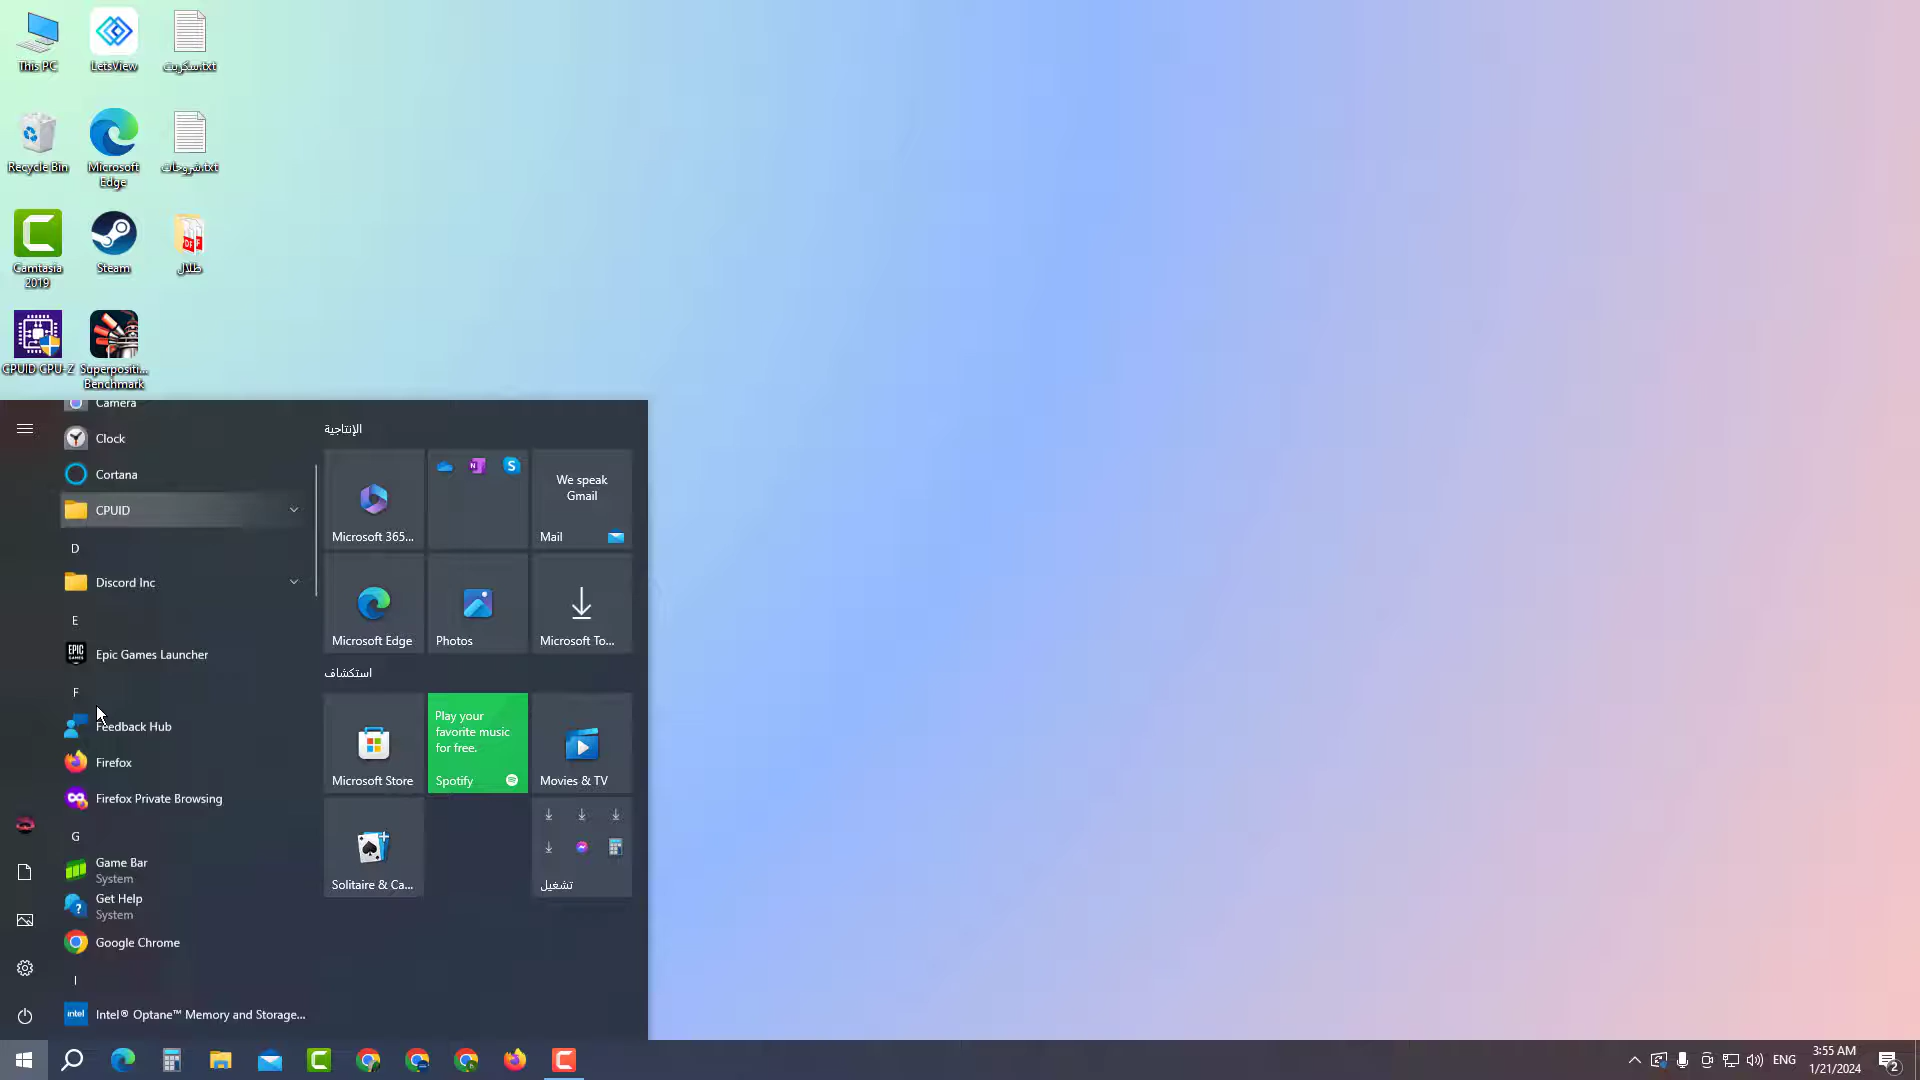 This PC
LetsView
سكربت.txt
Recycle Bin
Microsoft
Edge
شروحات.txt
Camtasia
2019
Steam
طلال
CPUID CPU-Z
Superpositi...
Benchmark
Camera
Clock
Cortana
CPUID
D
Discord Inc
E
Epic Games Launcher
F
Feedback Hub
Firefox
Firefox Private Browsing
G
Game Bar
System
Get Help
System
Google Chrome
I
Intel® Optane™ Memory and Storage...
الإنتاجية
Microsoft 365...
We speak
Gmail
Mail
Microsoft Edge
Photos
Microsoft To...
استكشاف
Microsoft Store
Play your
favorite music
for free.
Spotify
Movies & TV
Solitaire & Ca...
تشغيل
ENG
3:55 AM
1/21/2024
2